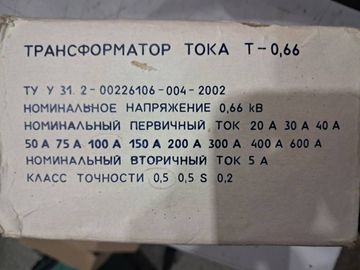 ТРАНСФОРМАТОР ТОКА Т-0,66
ТУ У 31.2-00226106-004-2002
НОМИНАЛЬНОЕ НАПРЯЖЕНИЕ 0,66 kB
НОМИНАЛЬНЫЙ ПЕРВИЧНЫЙ ТОК 20 А 30 А 40 А
50 А 75 А 100 А 150 А 200 А 300 А 400 А 600 А
НОМИНАЛЬНЫЙ ВТОРИЧНЫЙ ТОК 5 А
КЛАСС ТОЧНОСТИ 0,5 0,5 S 0,2